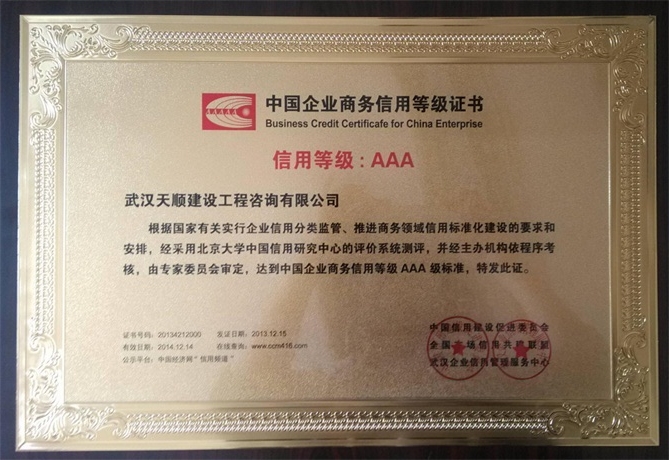 AAAAA
中国企业商务信用等级证书
Business Credit Certificafe for China Enterprise
信用等级：AAA
武汉天顺建设工程咨询有限公司
根据国家有关实行企业信用分类监管、推进商务领域信用标准化建设的要求和
安排，经采用北京大学中国信用研究中心的评价系统测评，并经主办机构依程序考
核，由专家委员会审定，达到中国企业商务信用等级 AAA 级标准，特发此证。
证书号码：20134212000 发证日期：2013.12.15
有效日期：2014.12.14 在线查询：www.ccm416.com
公示平台：中国经济网“信用频道”
中国信用建设促进委员会
全国市场信用共建联盟
武汉企业信用管理服务中心